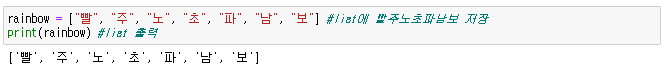 rainbow = ["빨", "주", "노", "초", "파", "남", "보"] #list에 빨주노초파남보 저장
print(rainbow) #list 출력
['빨', '주', '노', '초', '파', '남', '보']